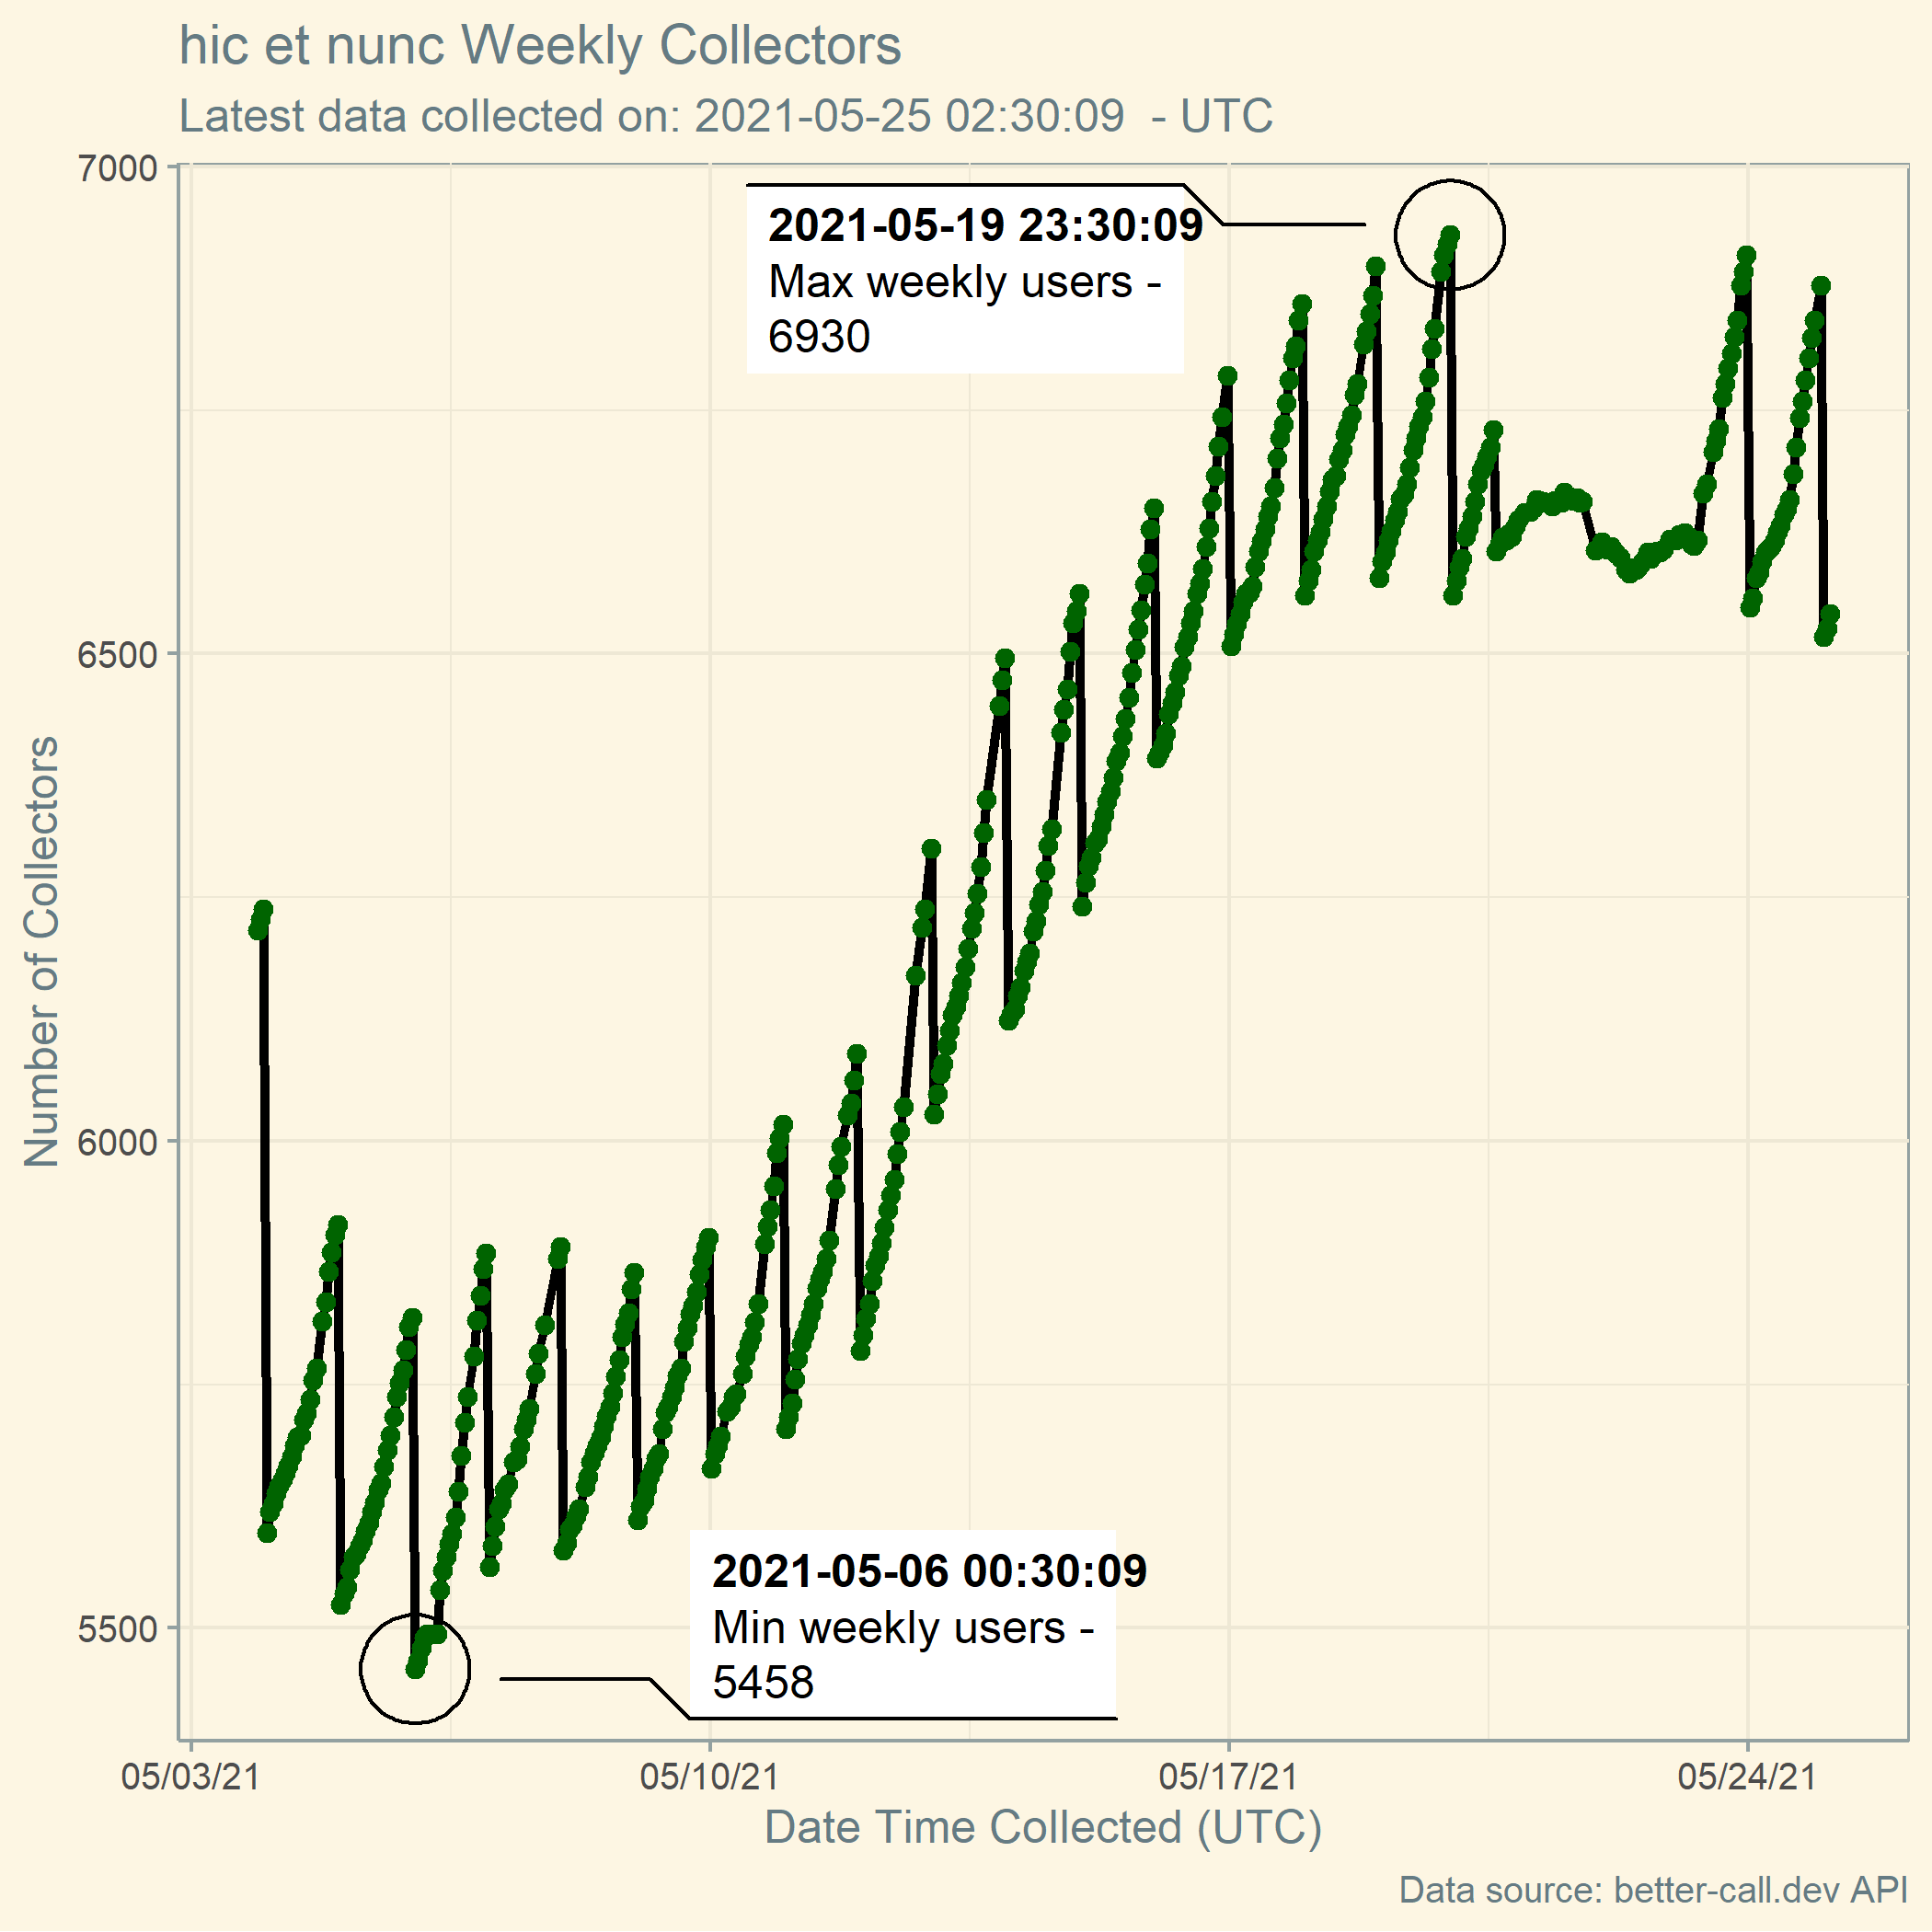 hic et nunc Weekly Collectors
Latest data collected on: 2021-05-25 02:30:09  - UTC
7000
6500
6000
5500
Number of Collectors
2021-05-19 23:30:09
Max weekly users -
6930
2021-05-06 00:30:09
Min weekly users -
5458
05/03/21
05/10/21
05/17/21
05/24/21
Date Time Collected (UTC)
Data source: better-call.dev API